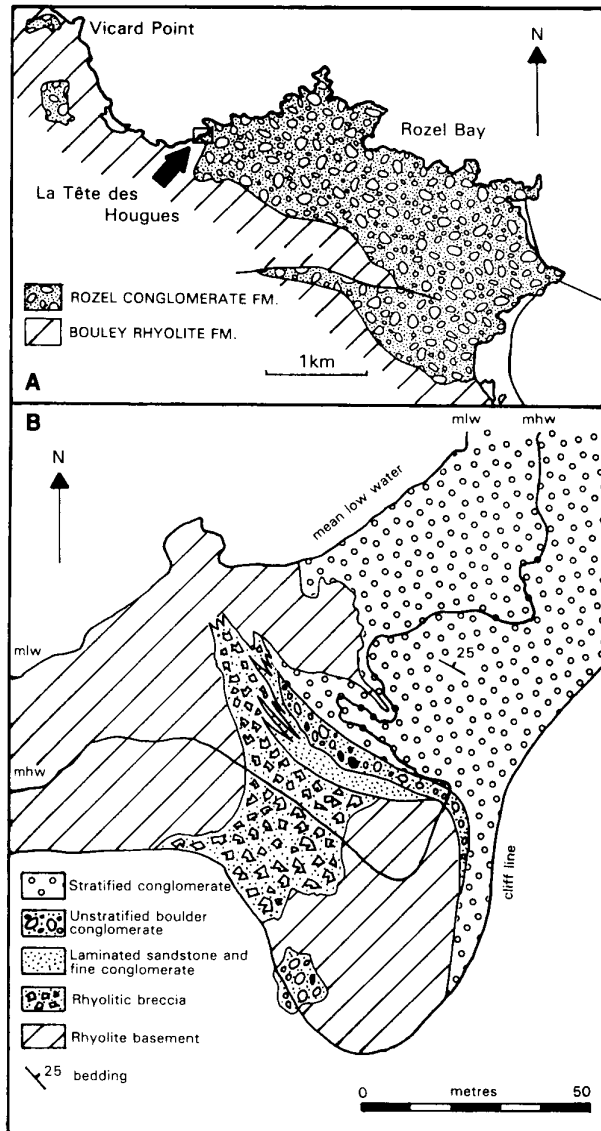 Vicard Point
N
Rozel Bay
La Tête des
Hougues
ROZEL CONGLOMERATE FM.
BOULEY RHYOLITE FM.
1km
A
B
mlw
mhw
N
mean low water
25
mlw
mhw
cliff line
Stratified conglomerate
Unstratified boulder
conglomerate
Laminated sandstone and
fine conglomerate
Rhyolitic breccia
Rhyolite basement
25
bedding
0
metres
50